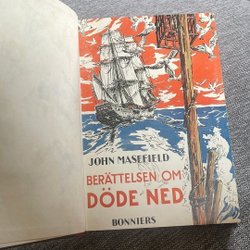 JOHN MASEFIELD
BERÄTTELSEN OM
DÖDE NED
BONNIERS